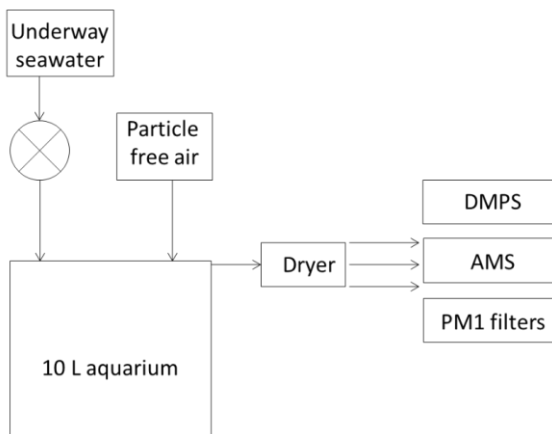 Underway
seawater
Particle
free air
DMPS
Dryer
AMS
PM1 filters
10 L aquarium